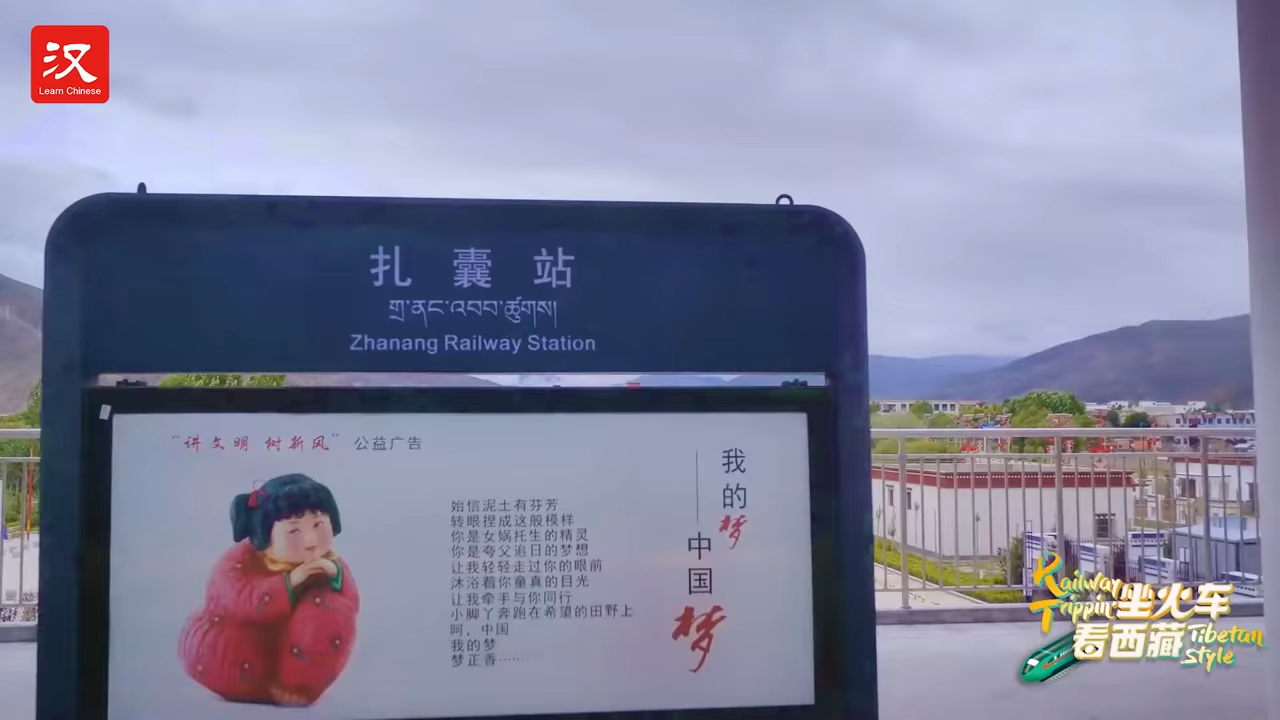 汉
Learn Chinese
扎囊站
གྲ་ནང་འབབ་ཚུགས།
Zhanang Railway Station
“讲文明 树新风” 公益广告
始信泥土有芬芳
转眼捏成这般模样
你是女娲托生的精灵
你是夸父追日的梦想
让我轻轻走过你的眼前
沐浴着你童真的目光
让我牵手与你同行
小脚丫奔跑在希望的田野上
呵,中国
我的梦
梦正香……
我的梦
——中国梦
Railway
Trippin'
坐火车
看西藏
Tibetan
Style